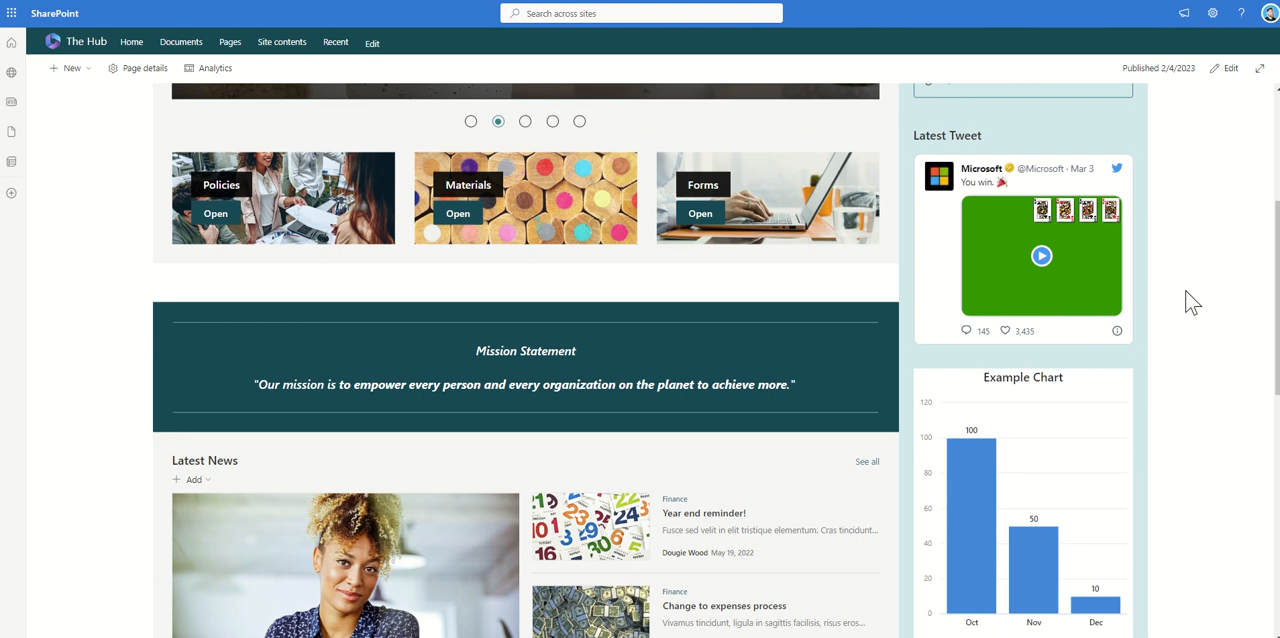 SharePoint
Search across sites
The Hub
Home
Documents
Pages
Site contents
Recent
Edit
New
Page details
Analytics
Published 2/4/2023
Edit
Policies
Open
Materials
Open
Forms
Open
Latest Tweet
Microsoft @Microsoft · Mar 3
You win.
145
3,435
Mission Statement
"Our mission is to empower every person and every organization on the planet to achieve more."
Latest News
See all
Add
Finance
Year end reminder!
Fusce sed velit in elit tristique elementum. Cras tincidunt...
Dougie Wood May 19, 2022
Finance
Change to expenses process
Vivamus tincidunt, ligula in sagittis facilisis, risus eros...
Example Chart
120
100
80
60
40
20
0
100
50
10
Oct
Nov
Dec